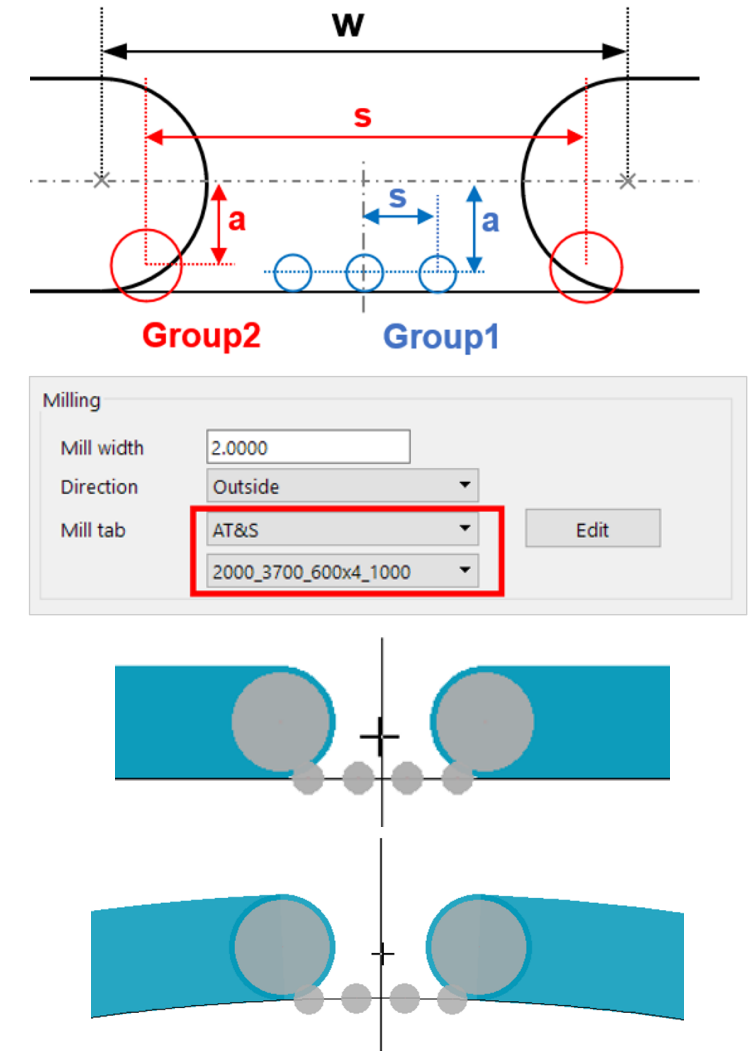 W
s
s
a
a
Group2
Group1
Milling
Mill width
2.0000
Direction
Outside
Mill tab
AT&S
Edit
2000_3700_600x4_1000